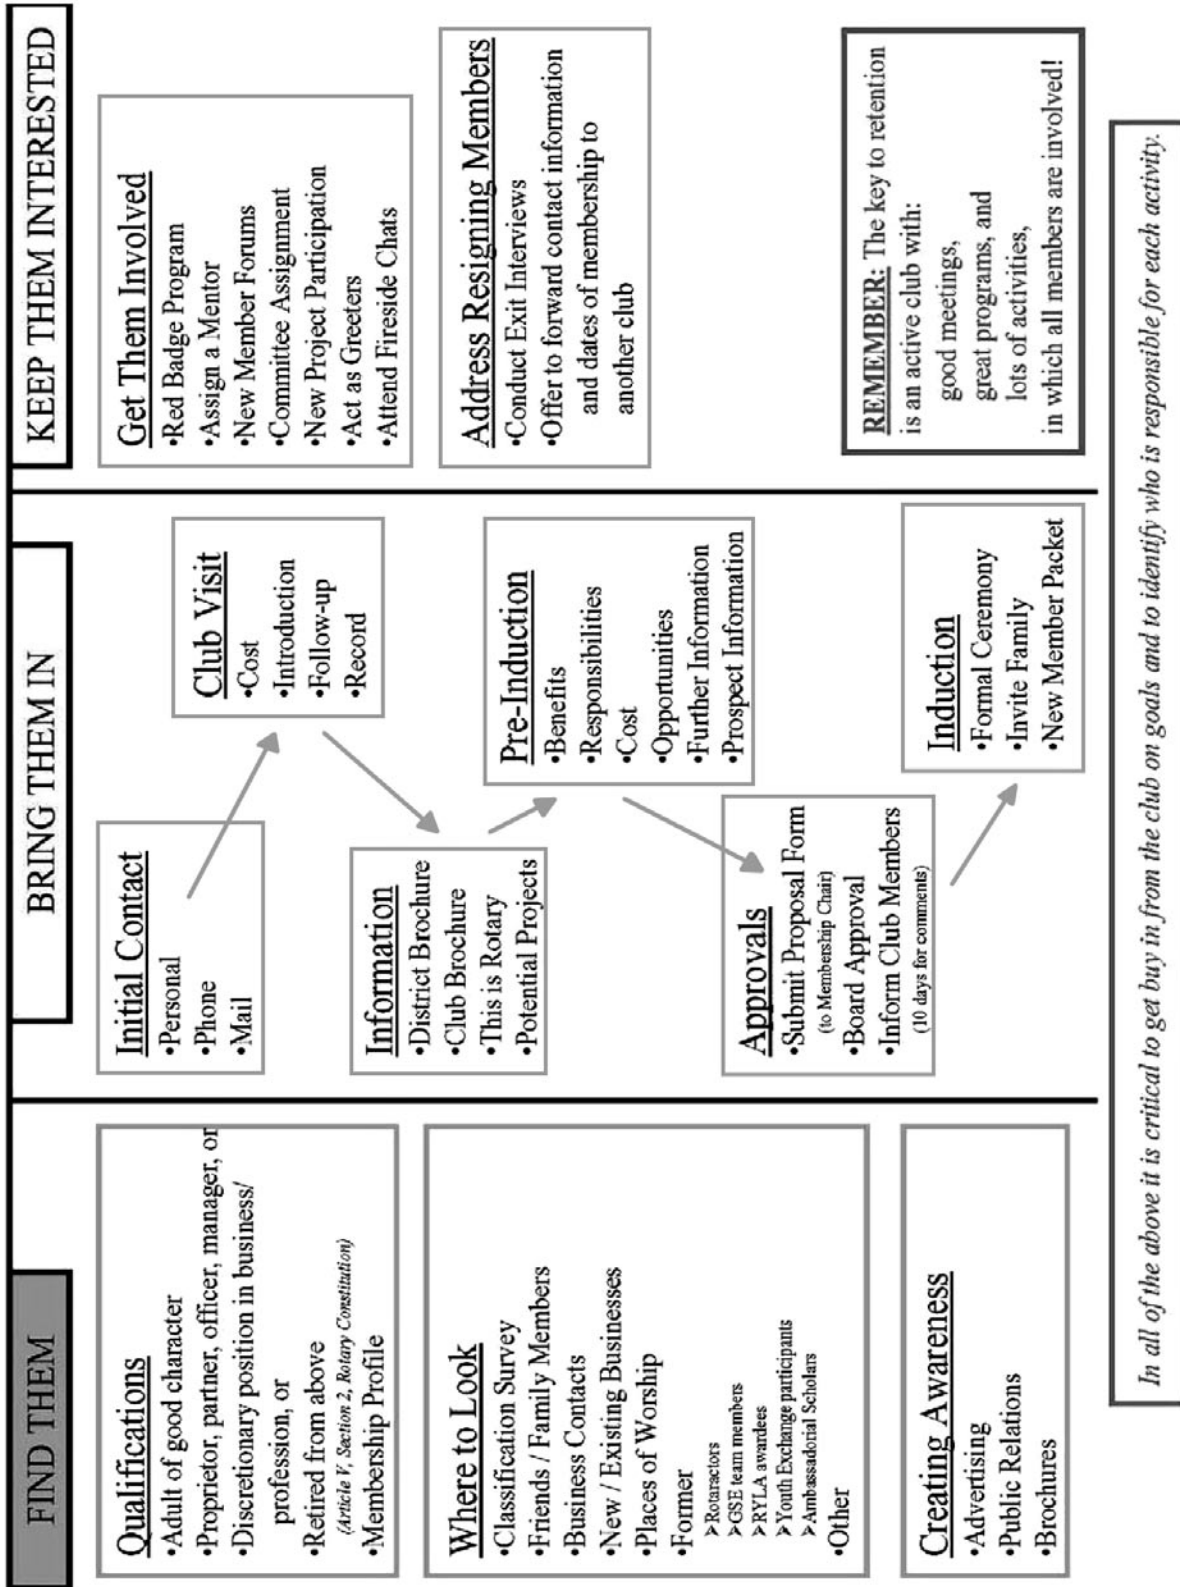 FIND THEM
Qualifications
•Adult of good character
•Proprietor, partner, officer, manager, or
•Discretionary position in business/
profession, or
•Retired from above
(Article V, Section 2, Rotary Constitution)
•Membership Profile
Where to Look
•Classification Survey
•Friends / Family Members
•Business Contacts
•New / Existing Businesses
•Places of Worship
•Former
➢Rotaractors
➢GSE team members
➢RYLA awardees
➢Youth Exchange participants
➢Ambassadorial Scholars
•Other
Creating Awareness
•Advertising
•Public Relations
•Brochures
BRING THEM IN
Initial Contact
•Personal
•Phone
•Mail
Club Visit
•Cost
•Introduction
•Follow-up
•Record
Information
•District Brochure
•Club Brochure
•This is Rotary
•Potential Projects
Pre-Induction
•Benefits
•Responsibilities
•Cost
•Opportunities
•Further Information
•Prospect Information
Approvals
•Submit Proposal Form
(to Membership Chair)
•Board Approval
•Inform Club Members
(10 days for comments)
Induction
•Formal Ceremony
•Invite Family
•New Member Packet
KEEP THEM INTERESTED
Get Them Involved
•Red Badge Program
•Assign a Mentor
•New Member Forums
•Committee Assignment
•New Project Participation
•Act as Greeters
•Attend Fireside Chats
Address Resigning Members
•Conduct Exit Interviews
•Offer to forward contact information
and dates of membership to
another club
REMEMBER: The key to retention
is an active club with:
good meetings,
great programs, and
lots of activities,
in which all members are involved!
In all of the above it is critical to get buy in from the club on goals and to identify who is responsible for each activity.